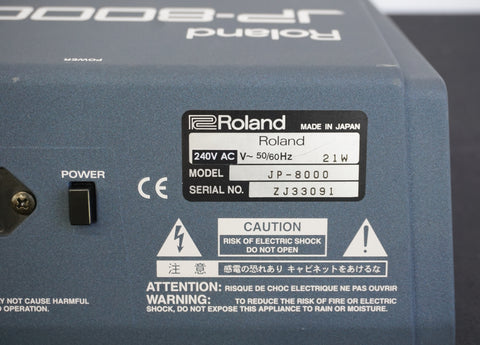 Roland
JP-8000
POWER
Roland MADE IN JAPAN
Roland
240V AC V~ 50/60Hz 21W
MODEL JP-8000
SERIAL NO. ZJ33091
POWER
CE
CAUTION
RISK OF ELECTRIC SHOCK
DO NOT OPEN
注 意 感電の恐れあり キャビネットをあけるな
ATTENTION: RISQUE DE CHOC ELECTRIQUE NE PAS OUVRIR
WARNING: TO REDUCE THE RISK OF FIRE OR ELECTRIC
SHOCK, DO NOT EXPOSE THIS APPLIANCE TO RAIN OR MOISTURE.
NOT CAUSE HARMFUL
OPERATION.